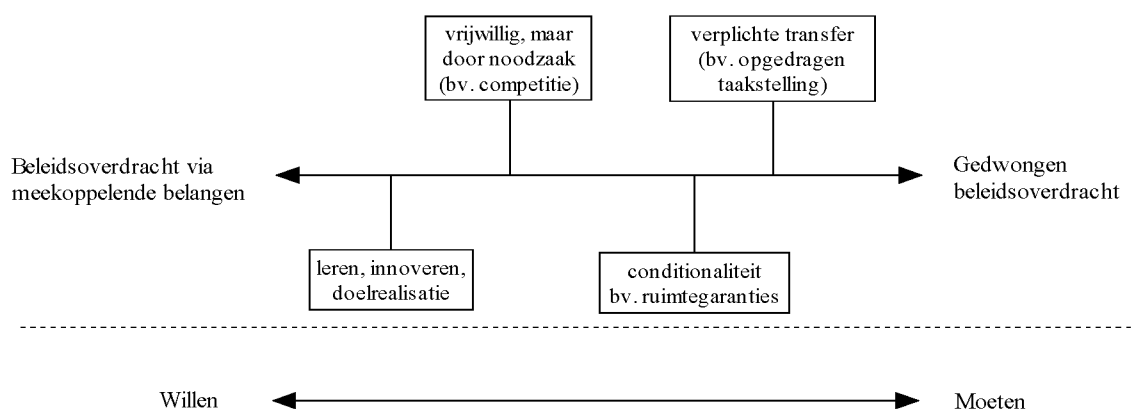 vrijwillig, maar
door noodzaak
(bv. competitie)
verplichte transfer
(bv. opgedragen
taakstelling)
Beleidsoverdracht via
meekoppelende belangen
Gedwongen
beleidsoverdracht
leren, innoveren,
doelrealisatie
conditionaliteit
bv. ruimtegaranties
Willen
Moeten